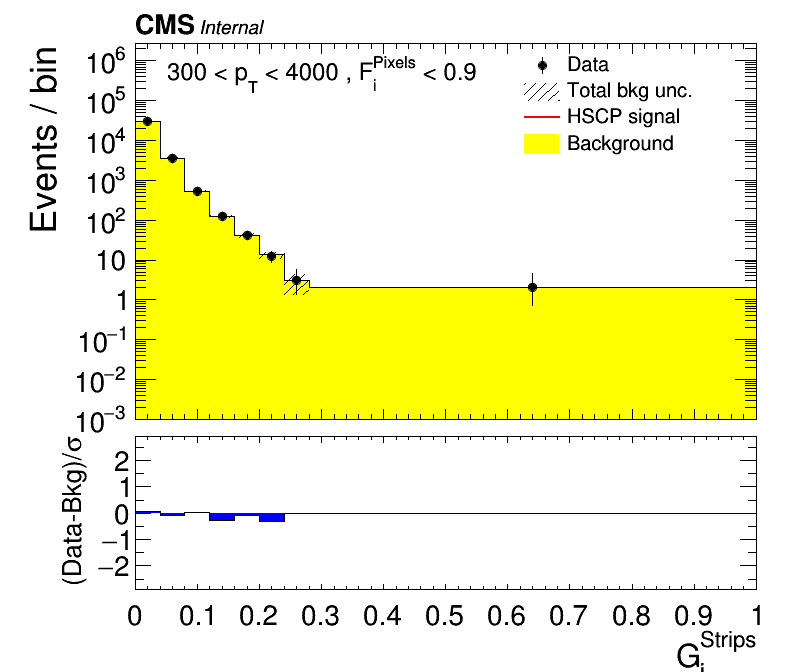 CMS Internal
300 < p_T < 4000 , F_i^Pixels < 0.9
Data
Total bkg unc.
HSCP signal
Background
Events / bin
10^6
10^5
10^4
10^3
10^2
10
1
10^−1
10^−2
10^−3
(Data-Bkg)/σ
2
1
0
−1
−2
0 0.1 0.2 0.3 0.4 0.5 0.6 0.7 0.8 0.9 1
G_i^Strips